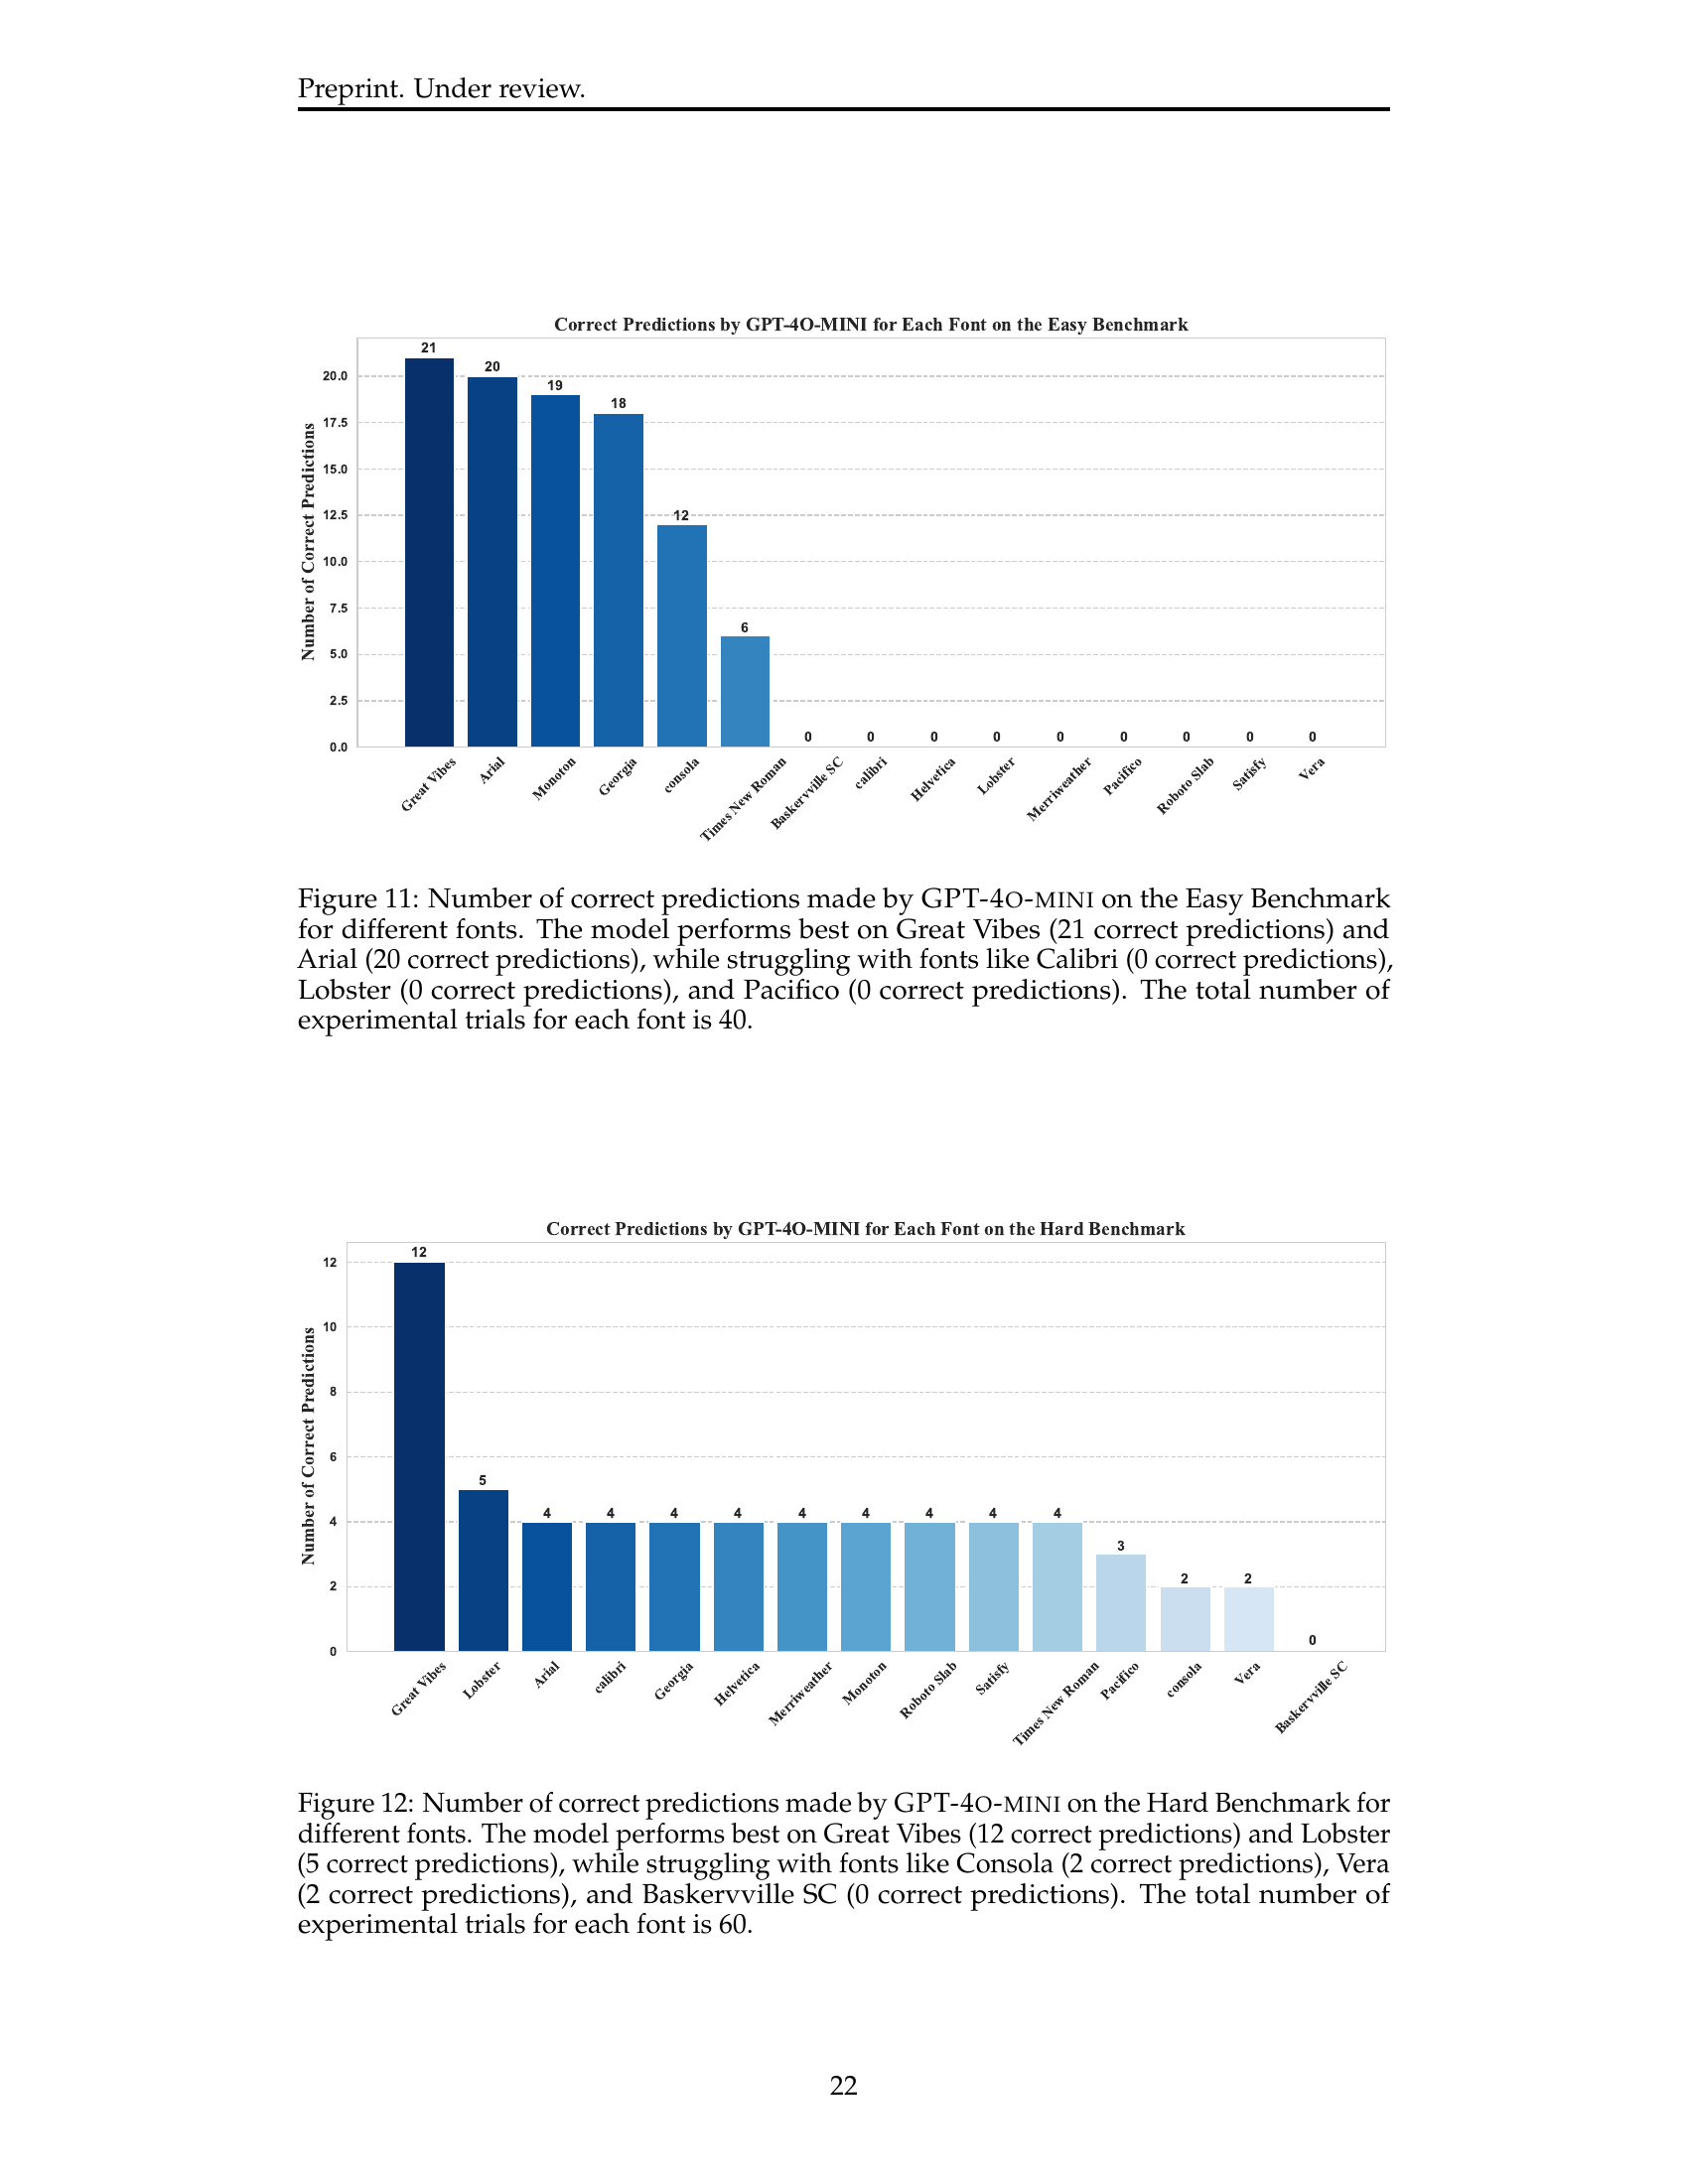 Preprint. Under review.
Correct Predictions by GPT-4O-MINI for Each Font on the Easy Benchmark
Number of Correct Predictions
20.0
17.5
15.0
12.5
10.0
7.5
5.0
2.5
0.0
21
20
19
18
12
6
0
0
0
0
0
0
0
0
0
Great Vibes
Arial
Monoton
Georgia
consola
Times New Roman
Baskervville SC
calibri
Helvetica
Lobster
Merriweather
Pacifico
Roboto Slab
Satisfy
Vera
Figure 11: Number of correct predictions made by GPT-4O-MINI on the Easy Benchmark
for different fonts. The model performs best on Great Vibes (21 correct predictions) and
Arial (20 correct predictions), while struggling with fonts like Calibri (0 correct predictions),
Lobster (0 correct predictions), and Pacifico (0 correct predictions). The total number of
experimental trials for each font is 40.
Correct Predictions by GPT-4O-MINI for Each Font on the Hard Benchmark
Number of Correct Predictions
12
10
8
6
4
2
0
12
5
4
4
4
4
4
4
4
4
4
3
2
2
0
Great Vibes
Lobster
Arial
calibri
Georgia
Helvetica
Merriweather
Monoton
Roboto Slab
Satisfy
Times New Roman
Pacifico
consola
Vera
Baskervville SC
Figure 12: Number of correct predictions made by GPT-4O-MINI on the Hard Benchmark for
different fonts. The model performs best on Great Vibes (12 correct predictions) and Lobster
(5 correct predictions), while struggling with fonts like Consola (2 correct predictions), Vera
(2 correct predictions), and Baskervville SC (0 correct predictions). The total number of
experimental trials for each font is 60.
22